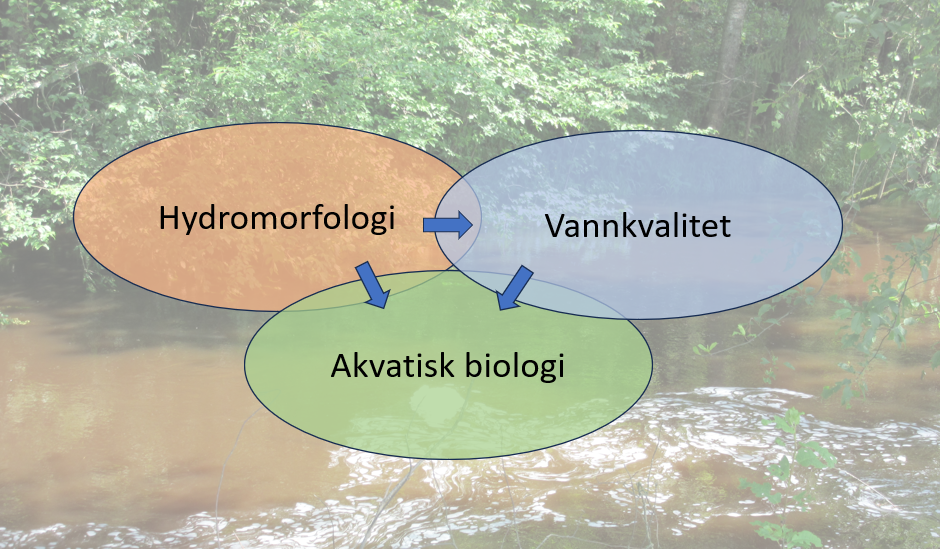 Hydromorfologi
Vannkvalitet
Akvatisk biologi